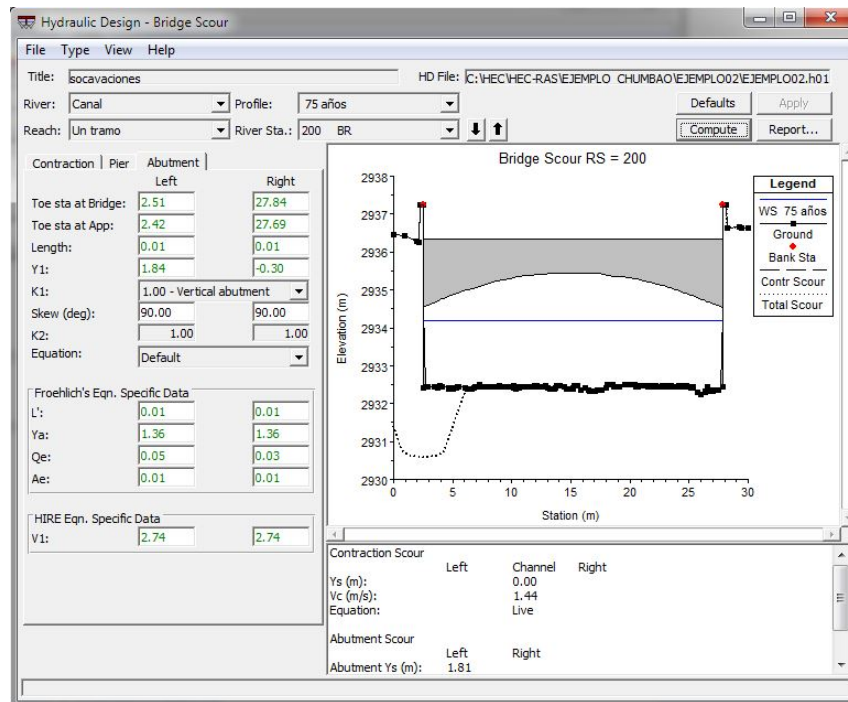 Hydraulic Design - Bridge Scour
File Type View Help
Title: socavaciones HD File: C:\HEC\HEC-RAS\EJEMPLO CHUMBAO\EJEMPLO02\EJEMPLO02.h01
River: Canal Profile: 75 años Defaults Apply
Reach: Un tramo River Sta.: 200 BR Compute Report...
Contraction Pier Abutment
Left Right
Toe sta at Bridge: 2.51 27.84
Toe sta at App: 2.42 27.69
Length: 0.01 0.01
Y1: 1.84 -0.30
K1: 1.00 - Vertical abutment
Skew (deg): 90.00 90.00
K2: 1.00 1.00
Equation: Default
Froehlich's Eqn. Specific Data
L': 0.01 0.01
Ya: 1.36 1.36
Qe: 0.05 0.03
Ae: 0.01 0.01
HIRE Eqn. Specific Data
V1: 2.74 2.74
Bridge Scour RS = 200
Elevation (m)
2938
2937
2936
2935
2934
2933
2932
2931
2930
0 5 10 15 20 25 30
Station (m)
Legend
WS 75 años
Ground
Bank Sta
Contr Scour
Total Scour
Contraction Scour
Left Channel Right
Ys (m): 0.00
Vc (m/s): 1.44
Equation: Live
Abutment Scour
Left Right
Abutment Ys (m): 1.81